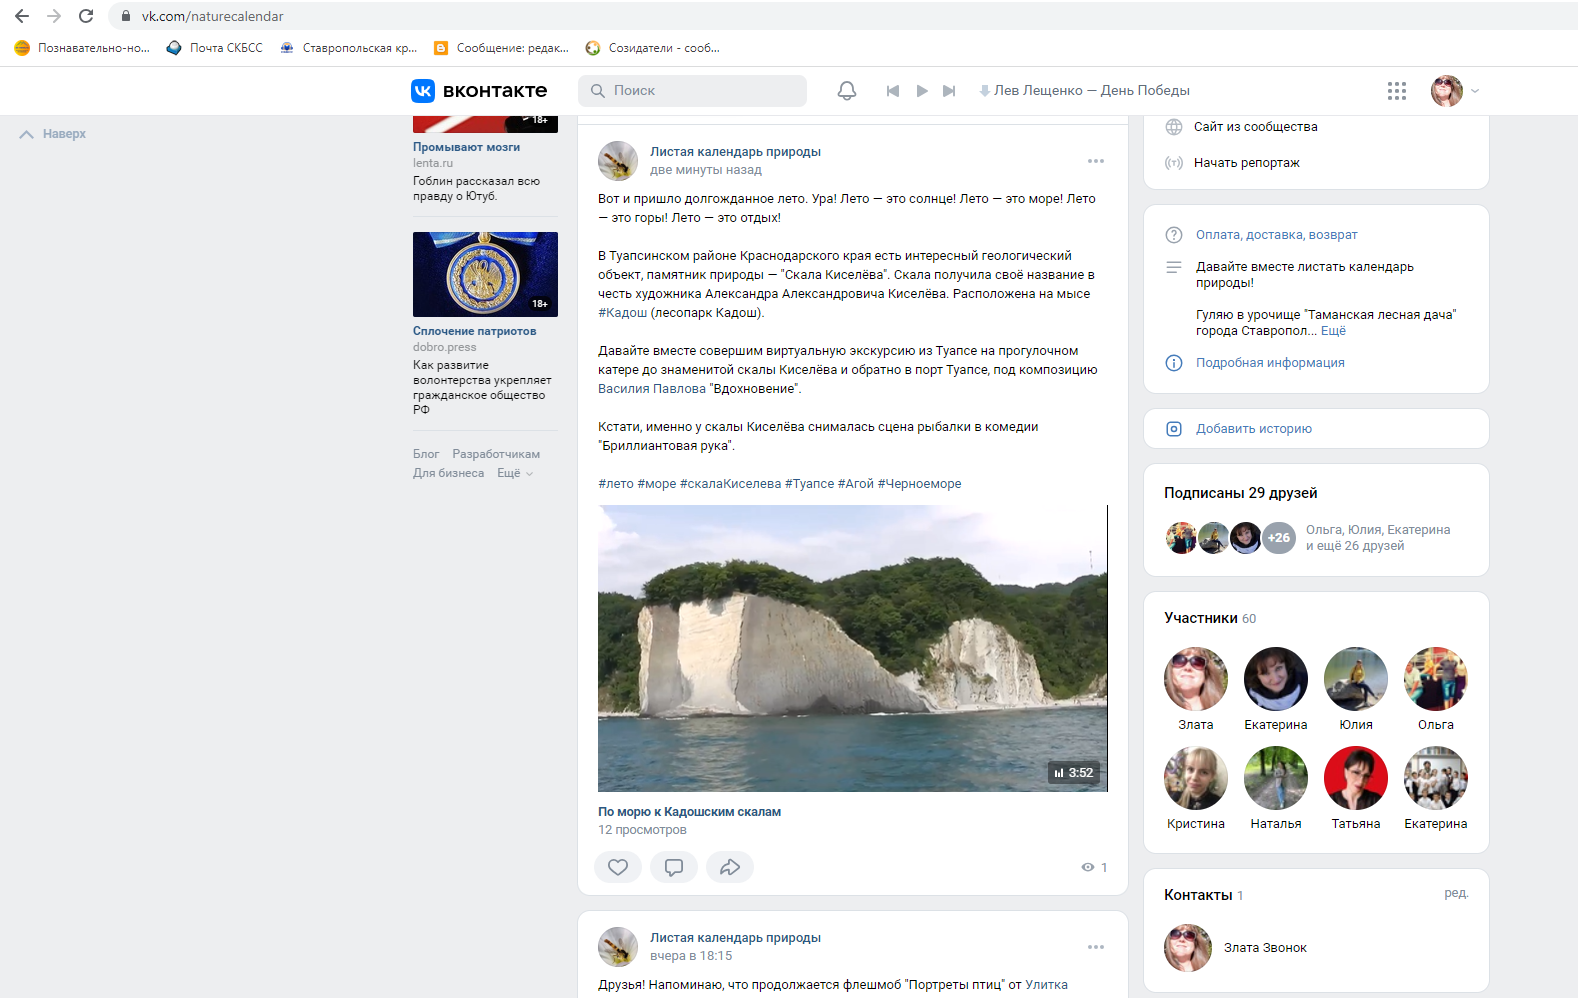 vk.com/naturecalendar
Познавательно-но...
Почта СКБСС
Ставропольская кр...
Сообщение: редак...
Созидатели - сооб...
вконтакте
Поиск
Лев Лещенко — День Победы
Наверх
18+
Промывают мозги
lenta.ru
Гоблин рассказал всю
правду о Ютуб.
18+
Сплочение патриотов
dobro.press
Как развитие
волонтерства укрепляет
гражданское общество
РФ
Блог Разработчикам
Для бизнеса Ещё
Листая календарь природы
две минуты назад
Вот и пришло долгожданное лето. Ура! Лето — это солнце! Лето — это море! Лето
— это горы! Лето — это отдых!
В Туапсинском районе Краснодарского края есть интересный геологический
объект, памятник природы — "Скала Киселёва". Скала получила своё название в
честь художника Александра Александровича Киселёва. Расположена на мысе
#Кадош (лесопарк Кадош).
Давайте вместе совершим виртуальную экскурсию из Туапсе на прогулочном
катере до знаменитой скалы Киселёва и обратно в порт Туапсе, под композицию
Василия Павлова "Вдохновение".
Кстати, именно у скалы Киселёва снималась сцена рыбалки в комедии
"Бриллиантовая рука".
#лето #море #скалаКиселева #Туапсе #Агой #Черноеморе
3:52
По морю к Кадошским скалам
12 просмотров
1
Листая календарь природы
вчера в 18:15
Друзья! Напоминаю, что продолжается флешмоб "Портреты птиц" от Улитка
Сайт из сообщества
Начать репортаж
Оплата, доставка, возврат
Давайте вместе листать календарь
природы!
Гуляю в урочище "Таманская лесная дача"
города Ставропол... Ещё
Подробная информация
Добавить историю
Подписаны 29 друзей
+26
Ольга, Юлия, Екатерина
и ещё 26 друзей
Участники 60
Злата Екатерина Юлия Ольга
Кристина Наталья Татьяна Екатерина
Контакты 1
ред.
Злата Звонок